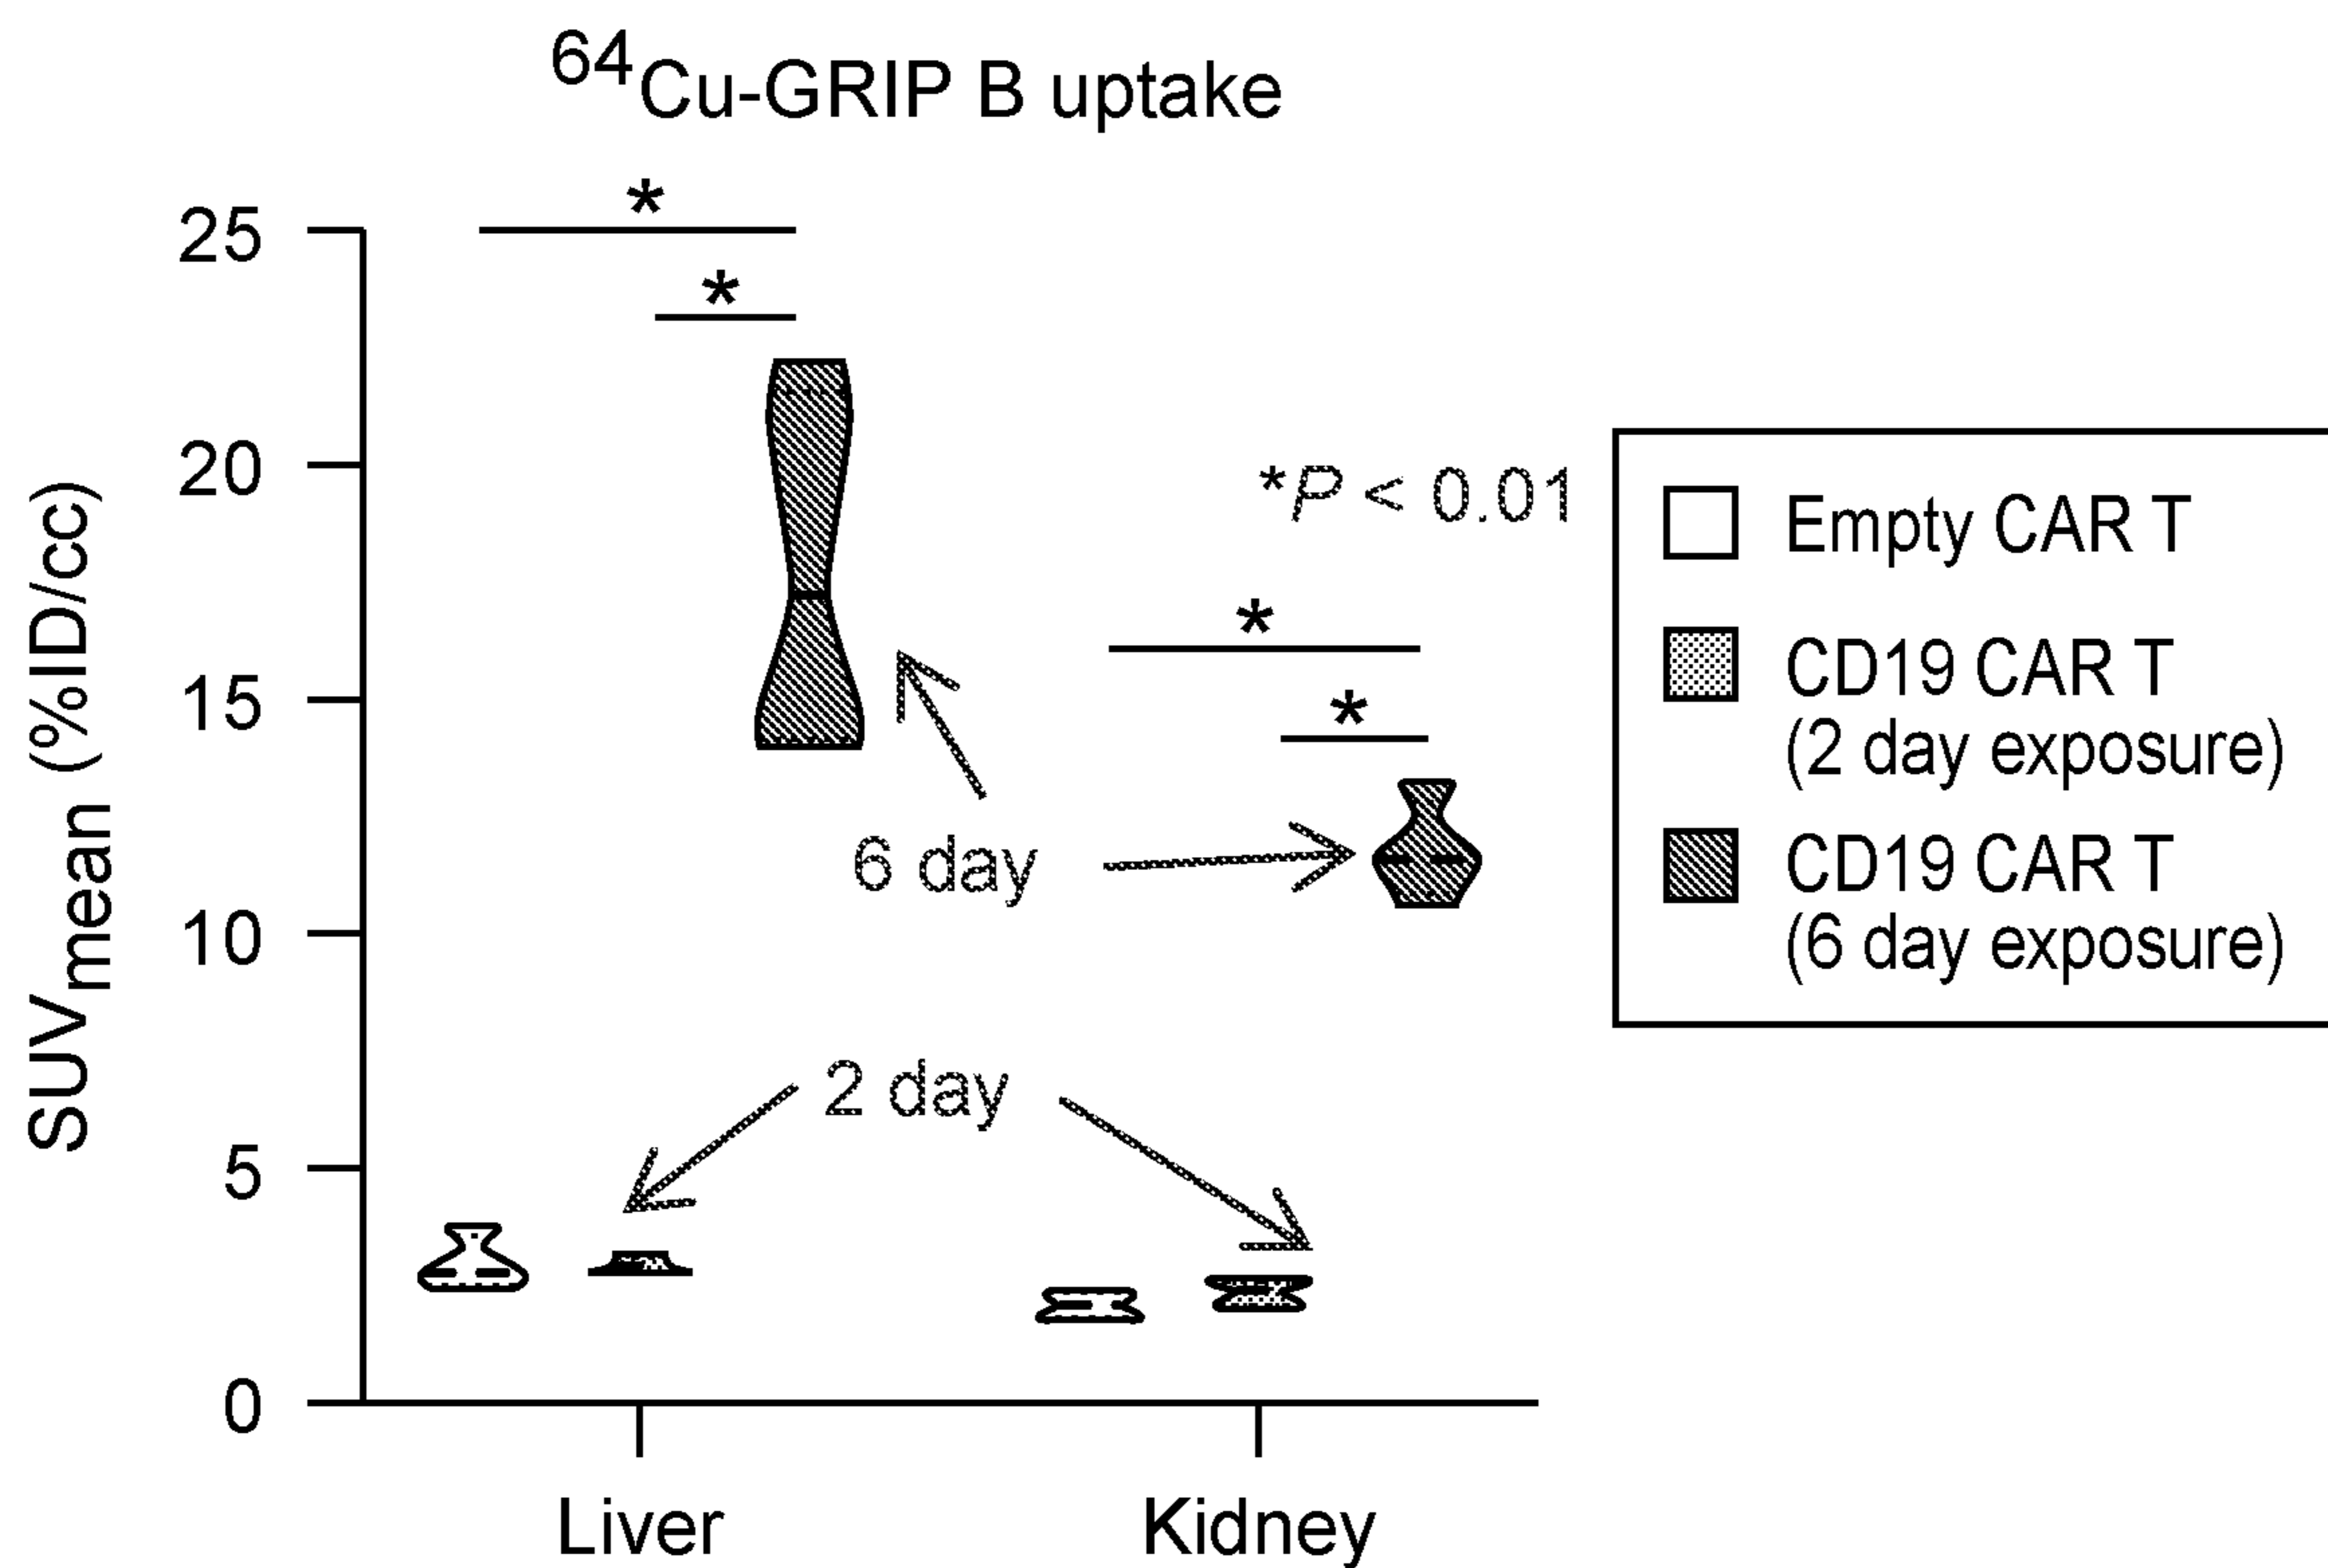 64Cu-GRIP B uptake
SUVmean (%ID/cc)
25
20
15
10
5
0
*
*
*P < 0.01
*
*
6 day
2 day
Liver
Kidney
Empty CAR T
CD19 CAR T
(2 day exposure)
CD19 CAR T
(6 day exposure)